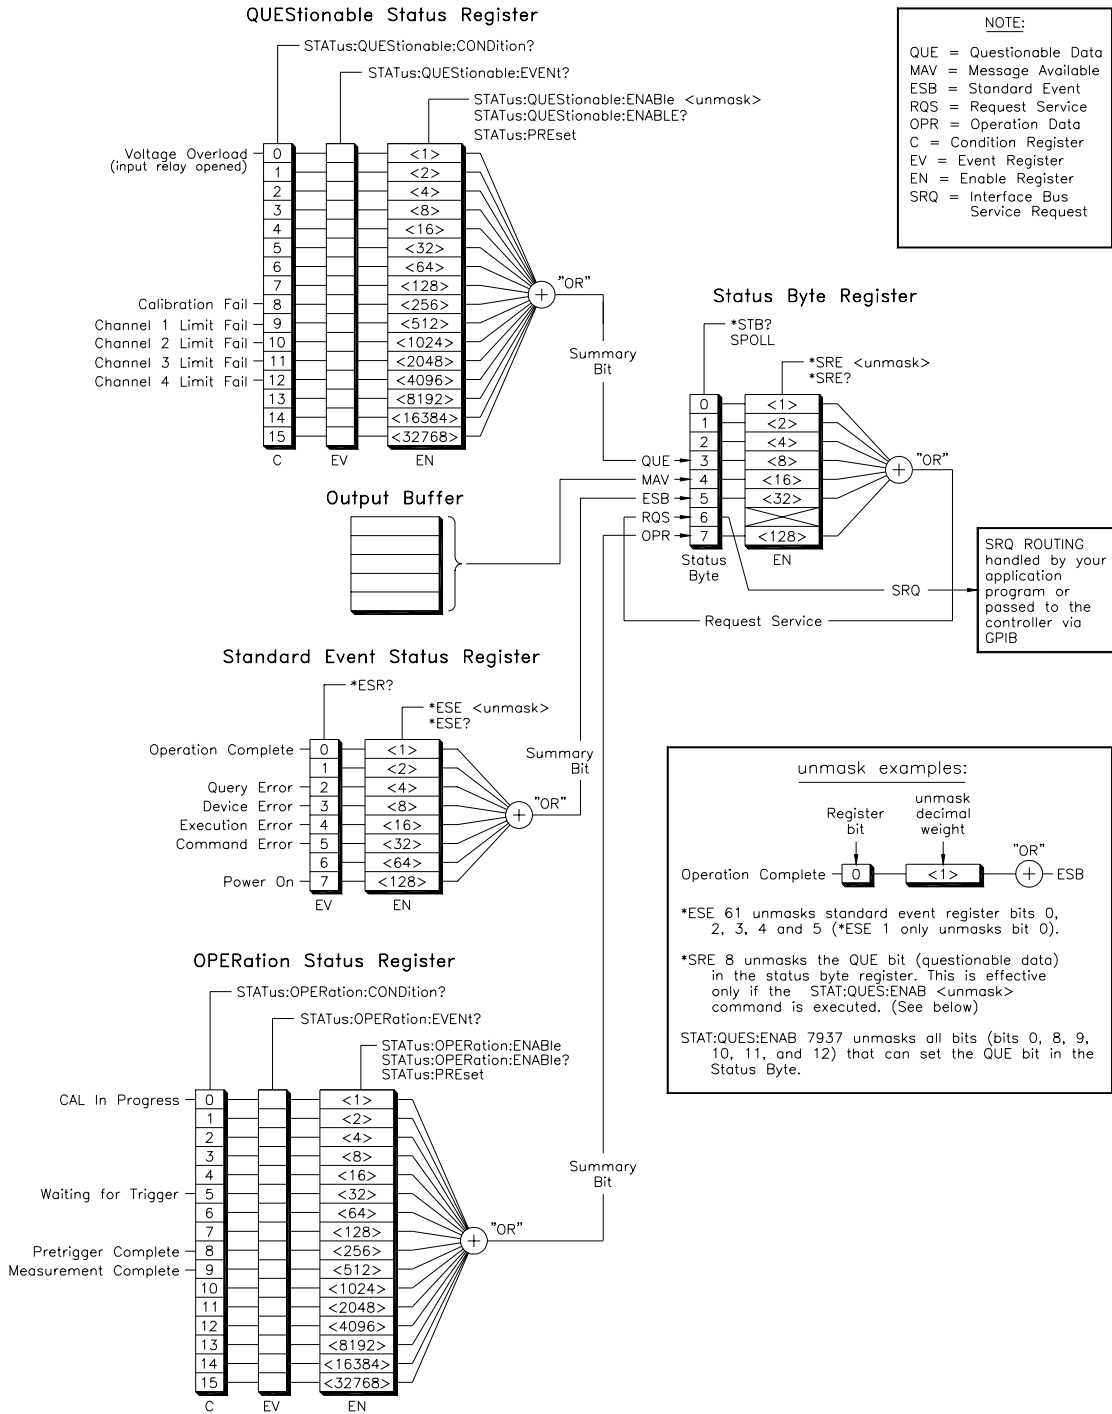 QUEStionable Status Register
STATus:QUEStionable:CONDition?
STATus:QUEStionable:EVENt?
STATus:QUEStionable:ENABle <unmask>
STATus:QUEStionable:ENABLE?
STATus:PREset
Voltage Overload
(input relay opened)
Calibration Fail
Channel 1 Limit Fail
Channel 2 Limit Fail
Channel 3 Limit Fail
Channel 4 Limit Fail
0 <1>
1 <2>
2 <4>
3 <8>
4 <16>
5 <32>
6 <64>
7 <128>
8 <256>
9 <512>
10 <1024>
11 <2048>
12 <4096>
13 <8192>
14 <16384>
15 <32768>
C EV EN
"OR"
Summary
Bit
NOTE:
QUE = Questionable Data
MAV = Message Available
ESB = Standard Event
RQS = Request Service
OPR = Operation Data
C = Condition Register
EV = Event Register
EN = Enable Register
SRQ = Interface Bus
Service Request
Status Byte Register
*STB?
SPOLL
*SRE <unmask>
*SRE?
0 <1>
1 <2>
2 <4>
QUE 3 <8>
MAV 4 <16>
ESB 5 <32>
RQS 6
OPR 7 <128>
Status
Byte
EN
"OR"
SRQ
Request Service
SRQ ROUTING
handled by your
application
program or
passed to the
controller via
GPIB
Output Buffer
Standard Event Status Register
*ESR?
*ESE <unmask>
*ESE?
Operation Complete 0 <1>
1 <2>
Query Error 2 <4>
Device Error 3 <8>
Execution Error 4 <16>
Command Error 5 <32>
6 <64>
Power On 7 <128>
EV EN
"OR"
Summary
Bit
unmask examples:
Register
bit
unmask
decimal
weight
"OR"
Operation Complete 0 <1> + ESB
*ESE 61 unmasks standard event register bits 0,
2, 3, 4 and 5 (*ESE 1 only unmasks bit 0).
*SRE 8 unmasks the QUE bit (questionable data)
in the status byte register. This is effective
only if the STAT:QUES:ENAB <unmask>
command is executed. (See below)
STAT:QUES:ENAB 7937 unmasks all bits (bits 0, 8, 9,
10, 11, and 12) that can set the QUE bit in the
Status Byte.
OPERation Status Register
STATus:OPERation:CONDition?
STATus:OPERation:EVENt?
STATus:OPERation:ENABle
STATus:OPERation:ENABle?
STATus:PREset
CAL In Progress 0 <1>
1 <2>
2 <4>
3 <8>
4 <16>
Waiting for Trigger 5 <32>
6 <64>
7 <128>
Pretrigger Complete 8 <256>
Measurement Complete 9 <512>
10 <1024>
11 <2048>
12 <4096>
13 <8192>
14 <16384>
15 <32768>
C EV EN
"OR"
Summary
Bit